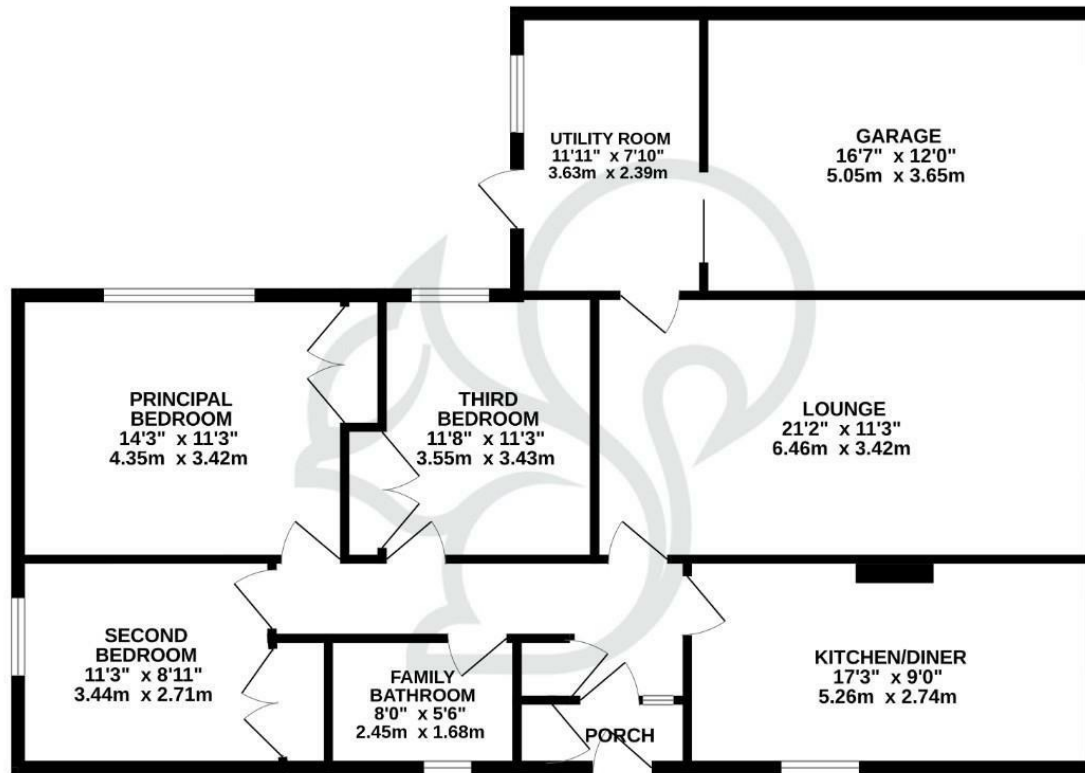 UTILITY ROOM
11'11" x 7'10"
3.63m x 2.39m
GARAGE
16'7" x 12'0"
5.05m x 3.65m
PRINCIPAL
BEDROOM
14'3" x 11'3"
4.35m x 3.42m
THIRD
BEDROOM
11'8" x 11'3"
3.55m x 3.43m
LOUNGE
21'2" x 11'3"
6.46m x 3.42m
SECOND
BEDROOM
11'3" x 8'11"
3.44m x 2.71m
FAMILY
BATHROOM
8'0" x 5'6"
2.45m x 1.68m
PORCH
KITCHEN/DINER
17'3" x 9'0"
5.26m x 2.74m